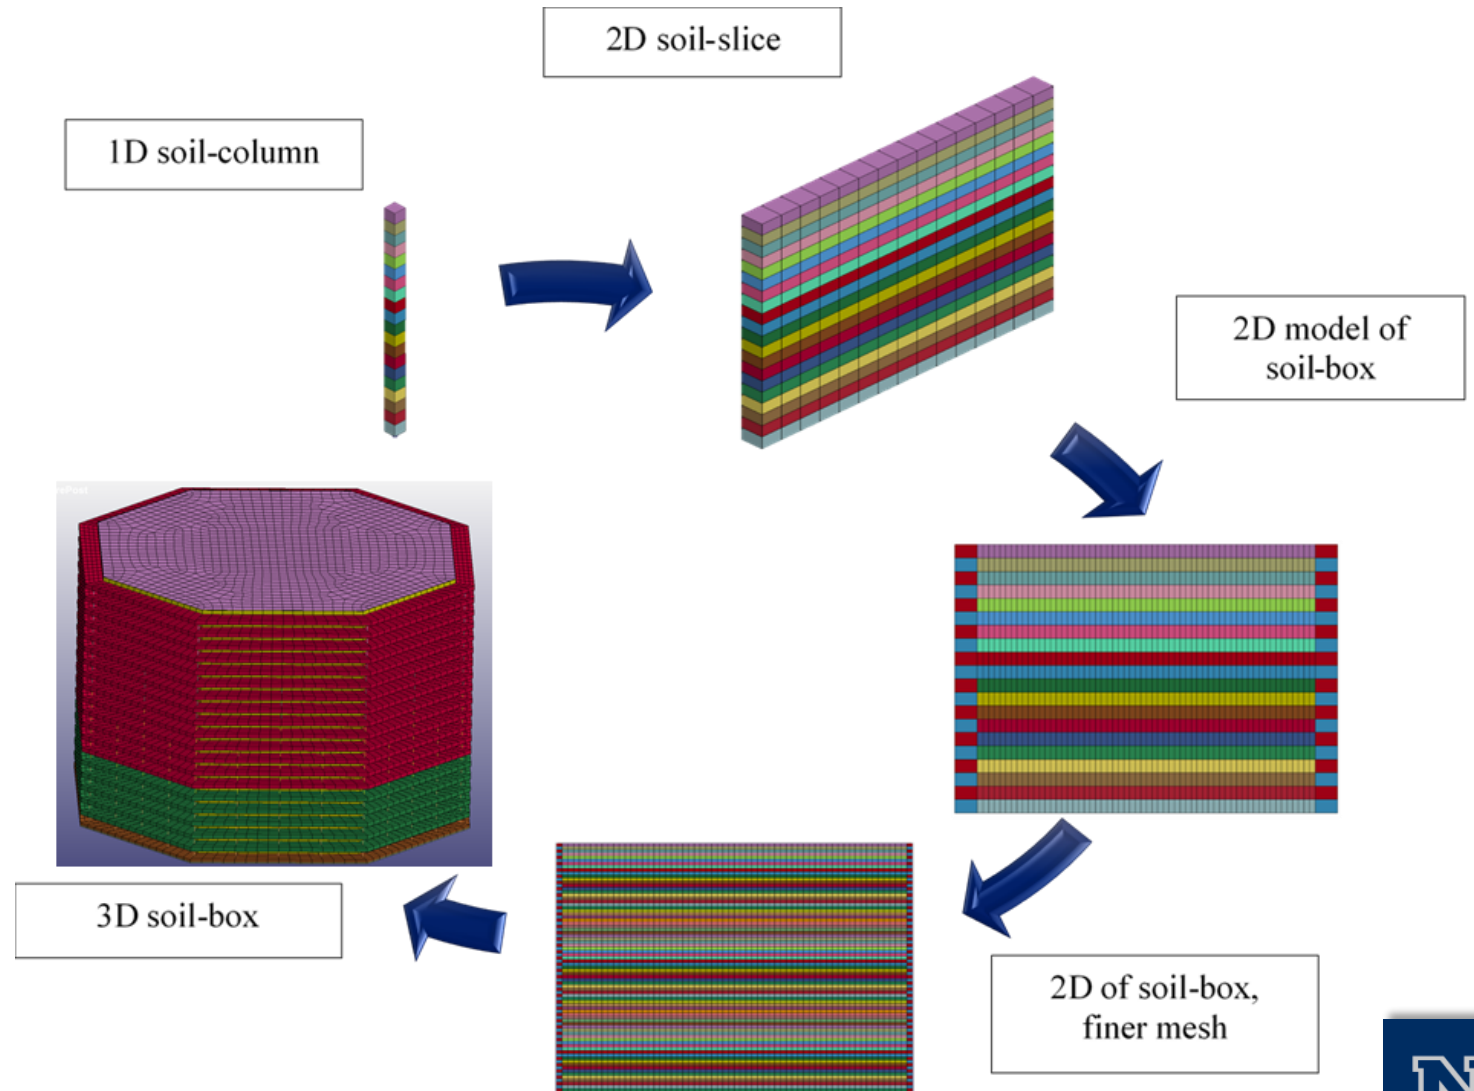 2D soil-slice
1D soil-column
2D model of
soil-box
3D soil-box
2D of soil-box,
finer mesh
N